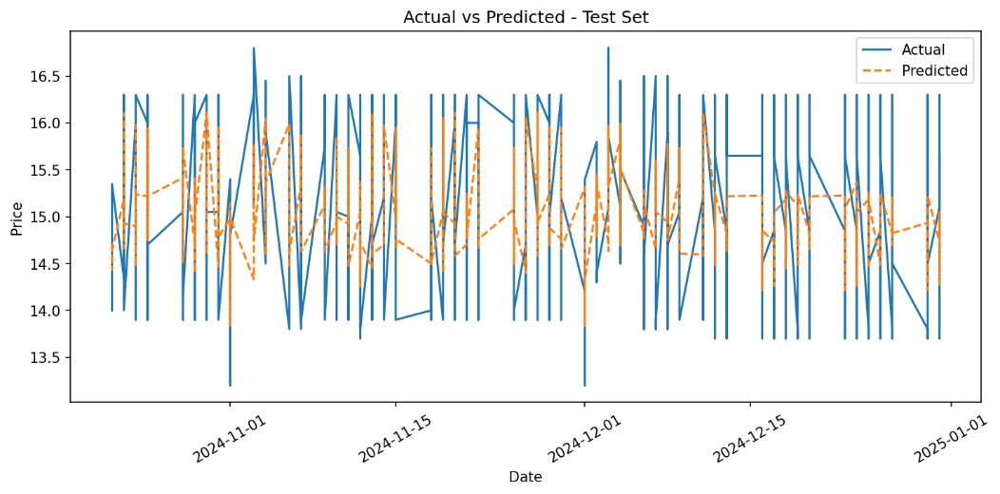 Actual vs Predicted - Test Set
Actual
Predicted
Price
16.5
16.0
15.5
15.0
14.5
14.0
13.5
2024-11-01
2024-11-15
2024-12-01
2024-12-15
2025-01-01
Date